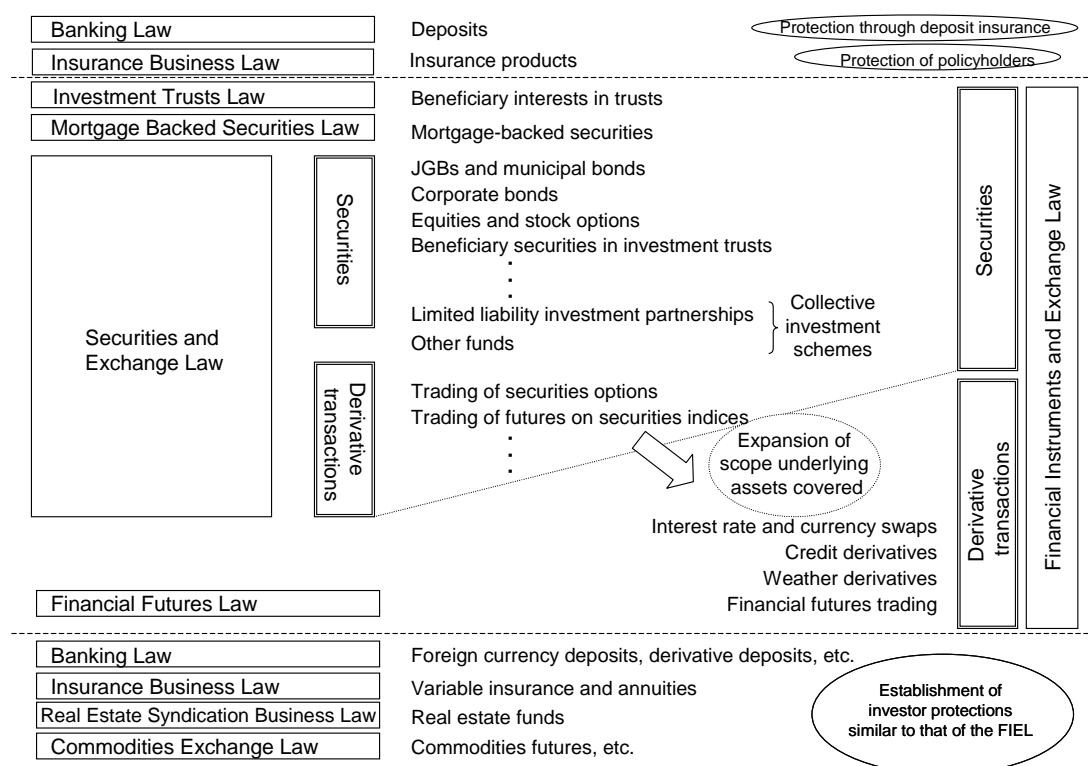 Banking Law
Deposits
Protection through deposit insurance
Insurance Business Law
Insurance products
Protection of policyholders
Investment Trusts Law
Beneficiary interests in trusts
Mortgage Backed Securities Law
Mortgage-backed securities
Securities and
Exchange Law
Securities
JGBs and municipal bonds
Corporate bonds
Equities and stock options
Beneficiary securities in investment trusts
Limited liability investment partnerships
Other funds
Collective
investment
schemes
Securities
Financial Instruments and Exchange Law
Derivative
transactions
Trading of securities options
Trading of futures on securities indices
Expansion of
scope underlying
assets covered
Interest rate and currency swaps
Credit derivatives
Weather derivatives
Financial futures trading
Derivative
transactions
Financial Futures Law
Banking Law
Foreign currency deposits, derivative deposits, etc.
Insurance Business Law
Variable insurance and annuities
Real Estate Syndication Business Law
Real estate funds
Commodities Exchange Law
Commodities futures, etc.
Establishment of
investor protections
similar to that of the FIEL